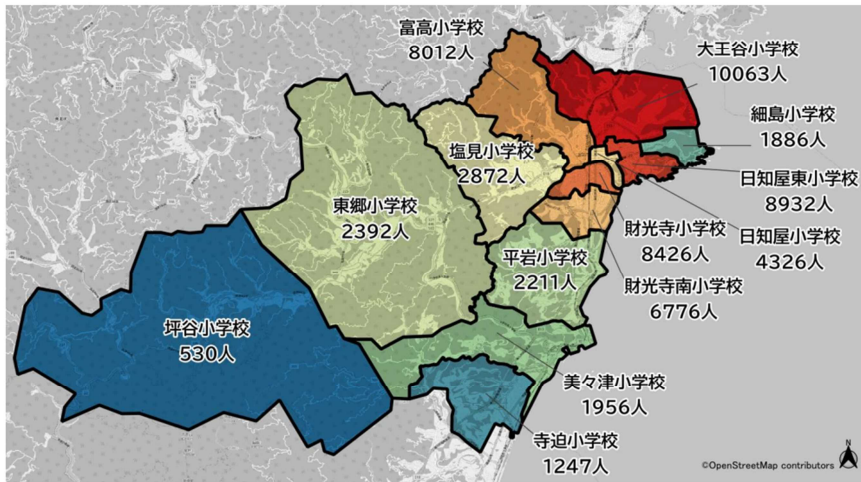 富高小学校
8012人
大王谷小学校
10063人
細島小学校
1886人
塩見小学校
2872人
日知屋東小学校
8932人
東郷小学校
2392人
財光寺小学校
8426人
日知屋小学校
4326人
平岩小学校
2211人
財光寺南小学校
6776人
坪谷小学校
530人
美々津小学校
1956人
寺迫小学校
1247人
N
©OpenStreetMap contributors